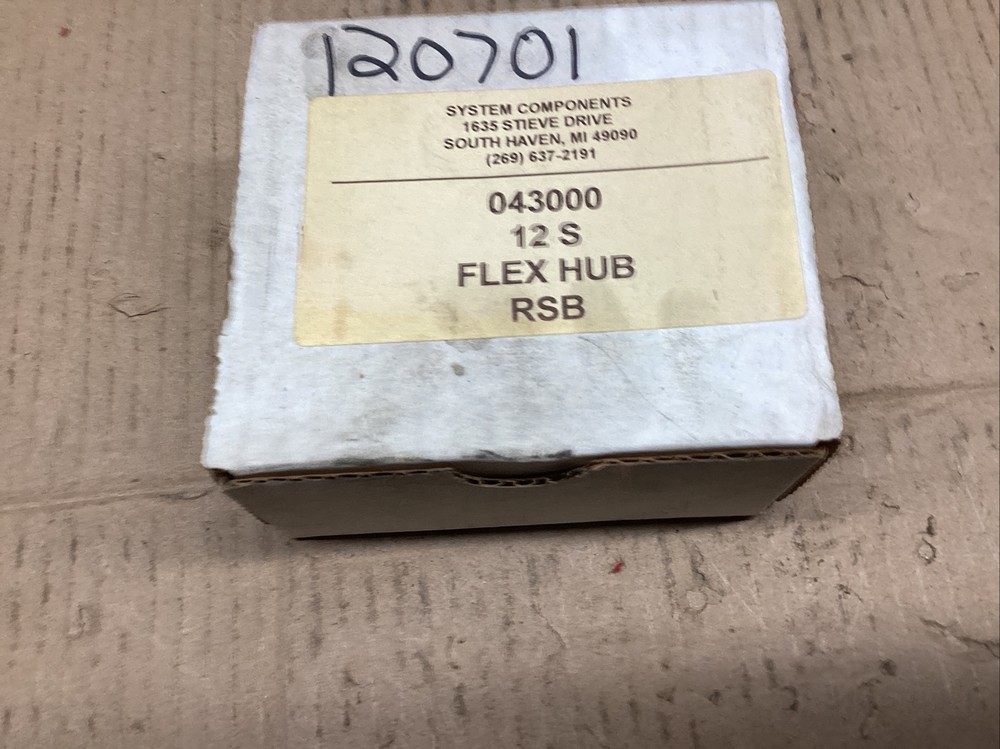 120701
SYSTEM COMPONENTS
1635 STIEVE DRIVE
SOUTH HAVEN, MI 49090
(269) 637-2191
043000
12 S
FLEX HUB
RSB